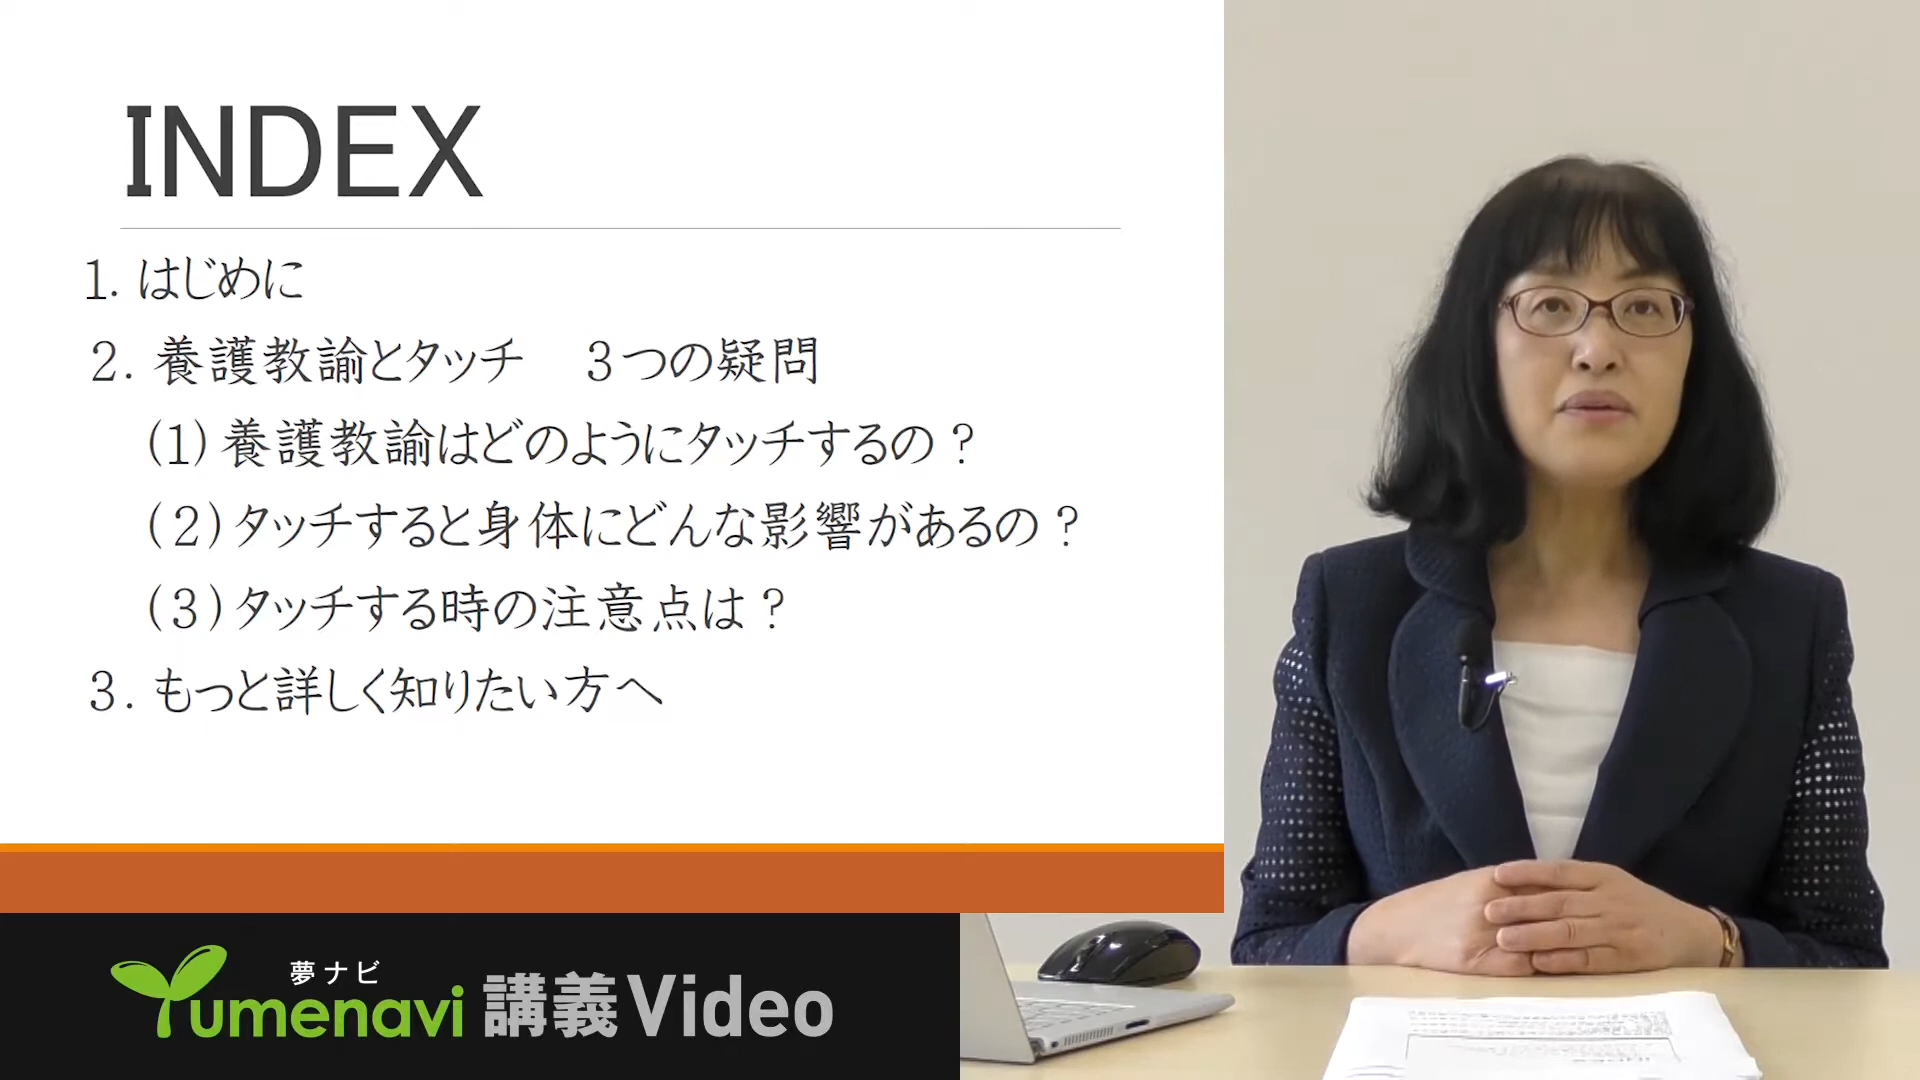 INDEX
1. はじめに
2. 養護教諭とタッチ　3つの疑問
(1) 養護教諭はどのようにタッチするの？
(2) タッチすると身体にどんな影響があるの？
(3) タッチする時の注意点は？
3. もっと詳しく知りたい方へ
夢ナビ
Yumenavi 講義Video